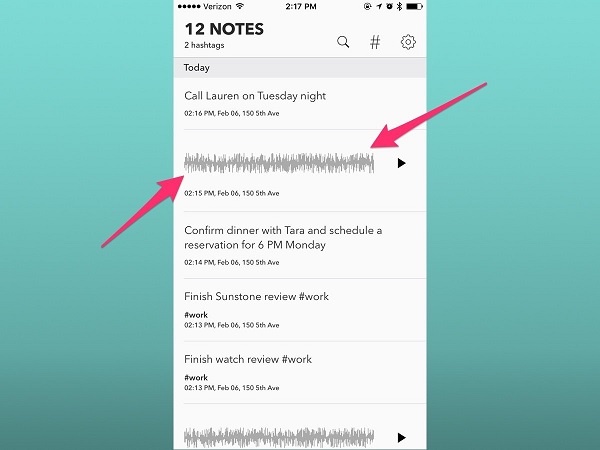 Verizon 2:17 PM
12 NOTES
2 hashtags
#
Today
Call Lauren on Tuesday night
02:16 PM, Feb 06, 150 5th Ave
02:15 PM, Feb 06, 150 5th Ave
Confirm dinner with Tara and schedule a
reservation for 6 PM Monday
02:14 PM, Feb 06, 150 5th Ave
Finish Sunstone review #work
#work
02:13 PM, Feb 06, 150 5th Ave
Finish watch review #work
#work
02:13 PM, Feb 06, 150 5th Ave